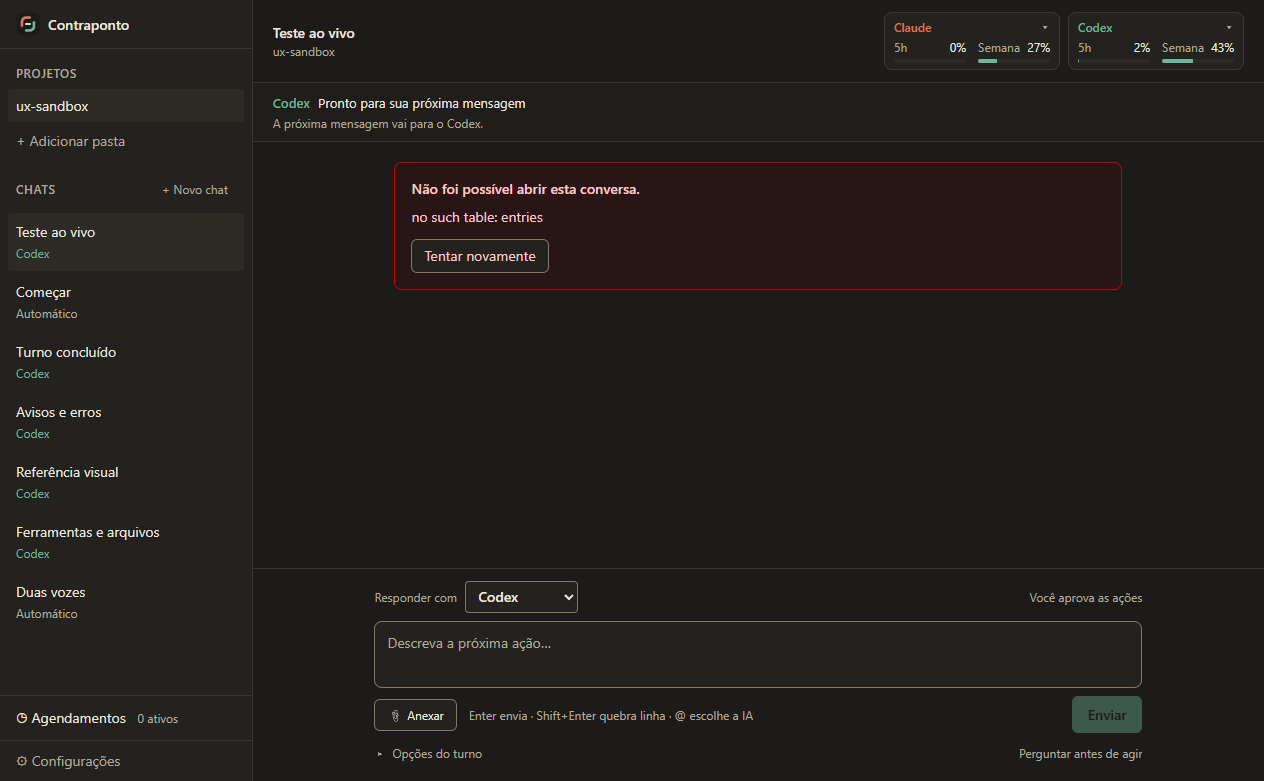 Contraponto
PROJETOS
ux-sandbox
+ Adicionar pasta
CHATS + Novo chat
Teste ao vivo
Codex
Começar
Automático
Turno concluído
Codex
Avisos e erros
Codex
Referência visual
Codex
Ferramentas e arquivos
Codex
Duas vozes
Automático
Agendamentos 0 ativos
Configurações
Teste ao vivo
ux-sandbox
Claude
5h 0% Semana 27%
Codex
5h 2% Semana 43%
Codex Pronto para sua próxima mensagem
A próxima mensagem vai para o Codex.
Não foi possível abrir esta conversa.
no such table: entries
Tentar novamente
Responder com Codex Você aprova as ações
Descreva a próxima ação...
Anexar Enter envia · Shift+Enter quebra linha · @ escolhe a IA Enviar
Opções do turno Perguntar antes de agir